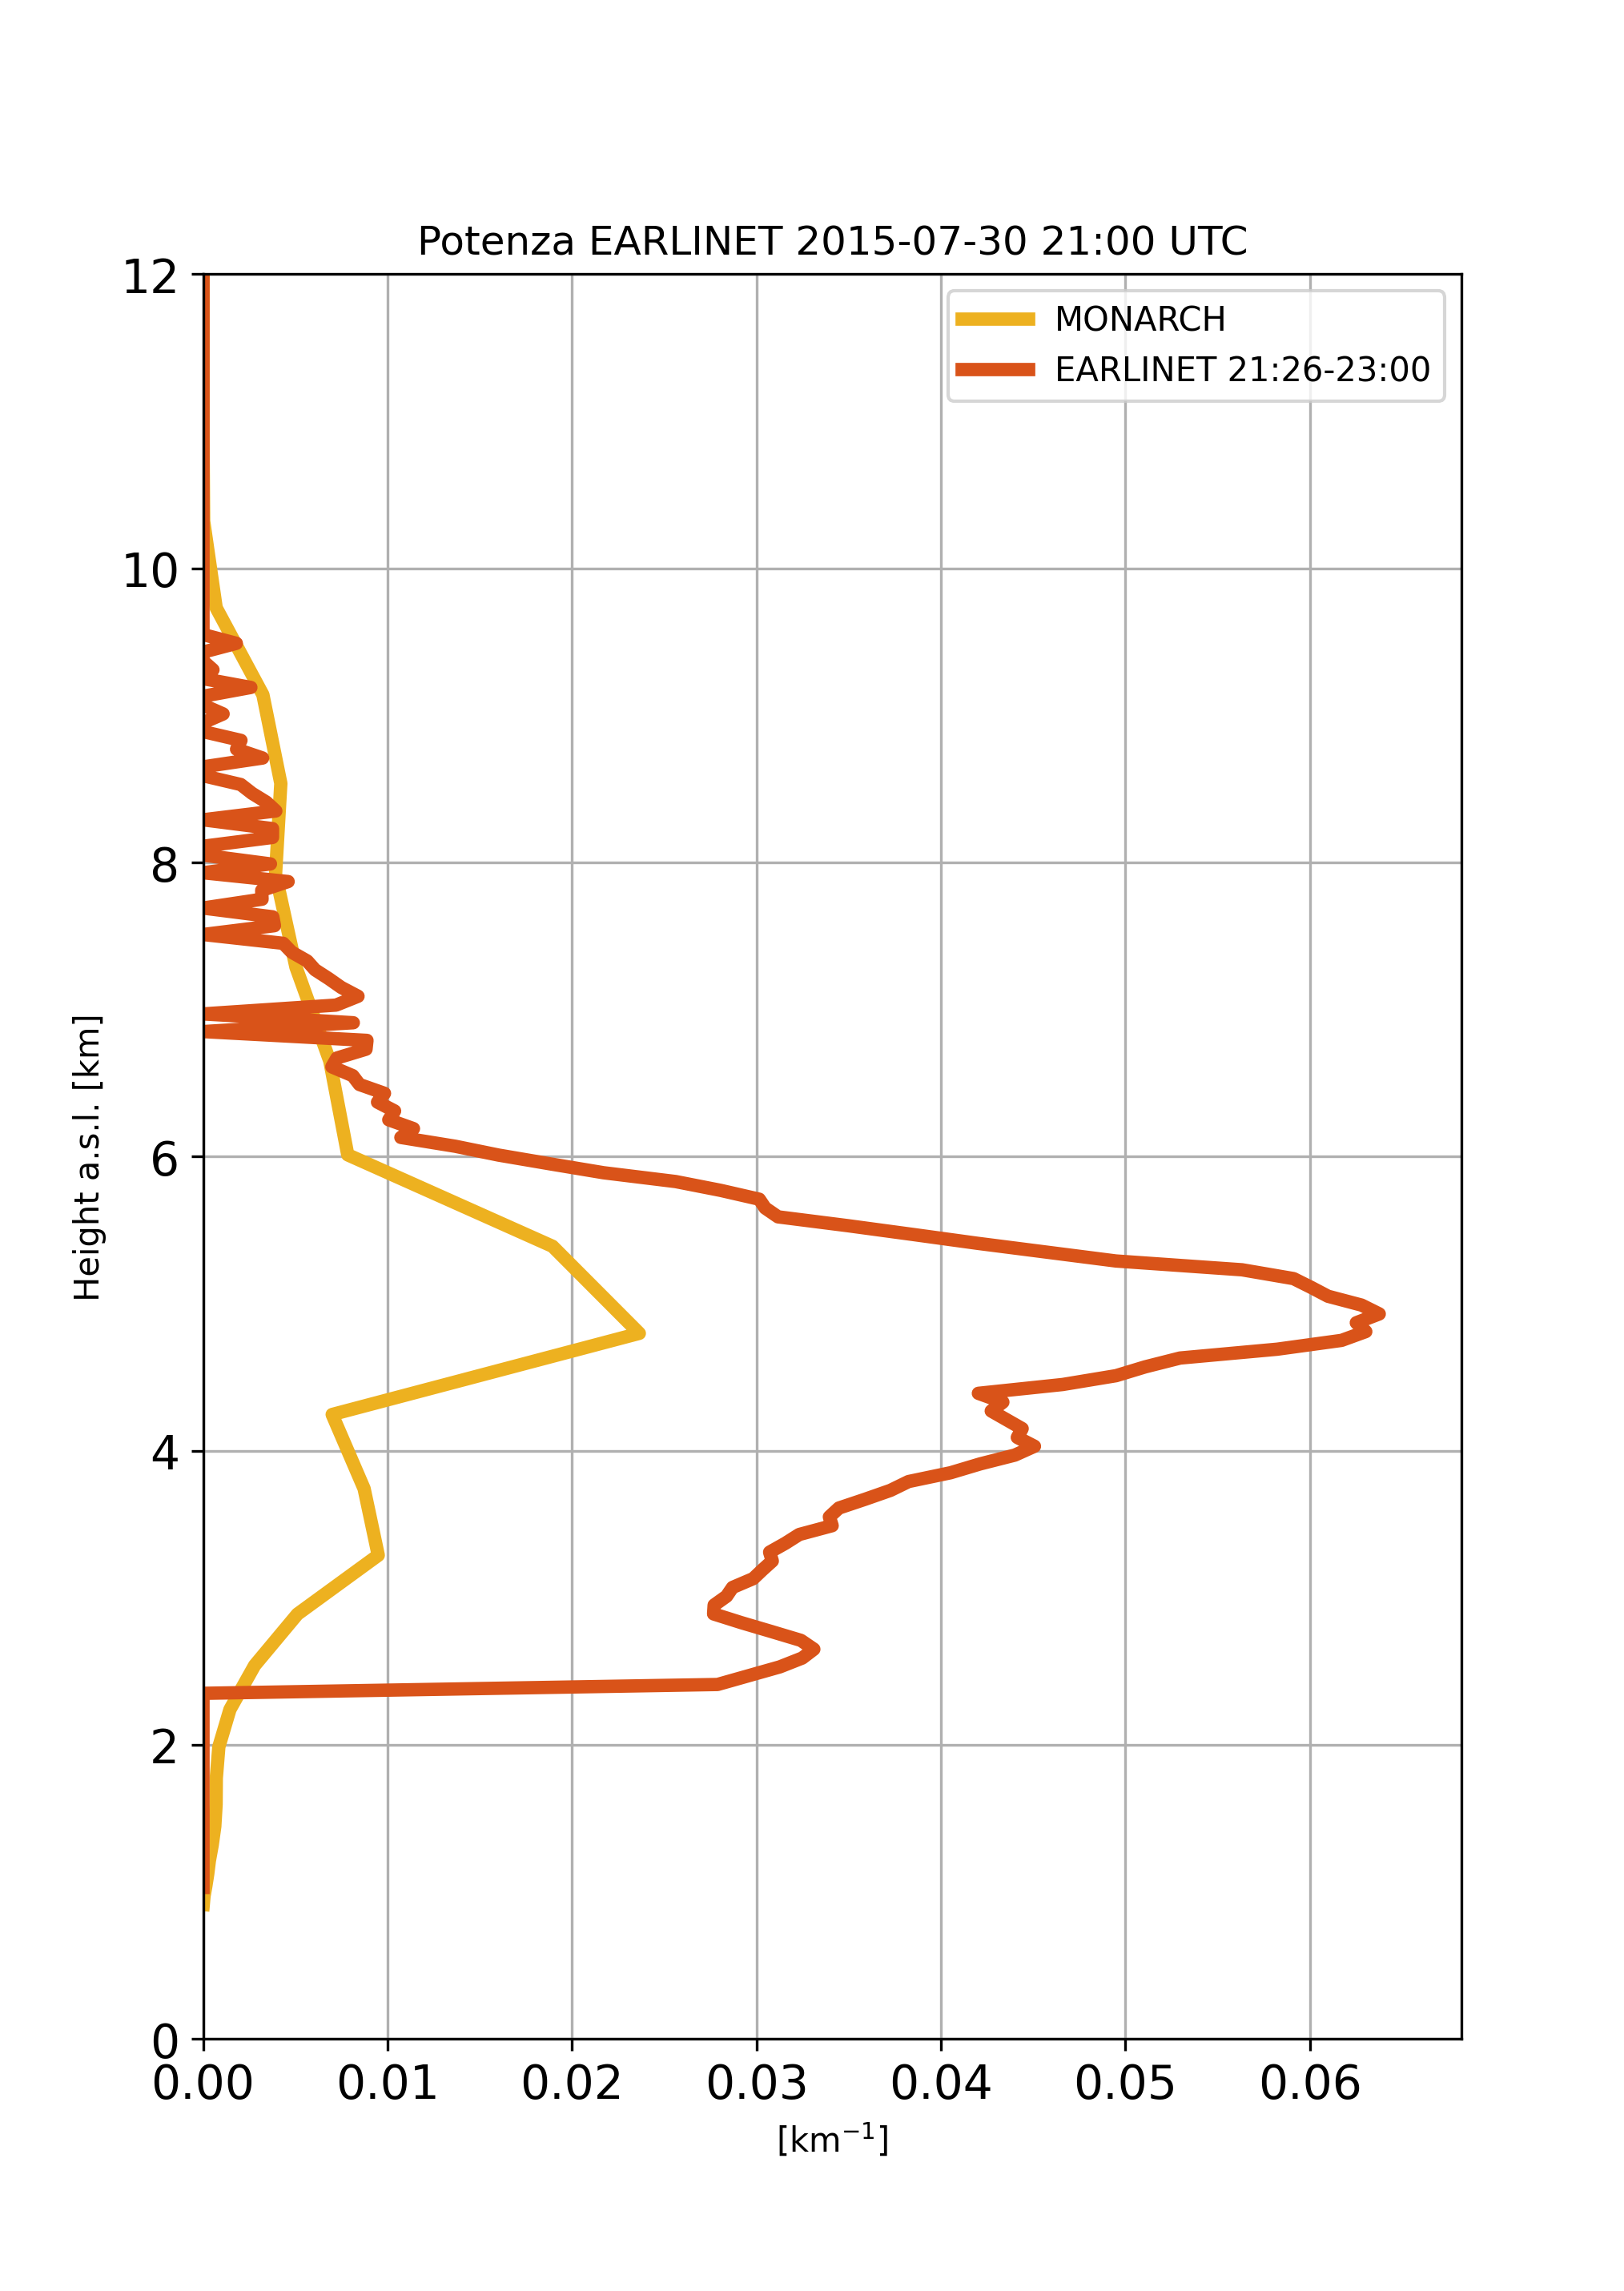 Potenza EARLINET 2015-07-30 21:00 UTC
MONARCH
EARLINET 21:26-23:00
12
10
8
6
4
2
0
Height a.s.l. [km]
0.00 0.01 0.02 0.03 0.04 0.05 0.06
[km⁻¹]